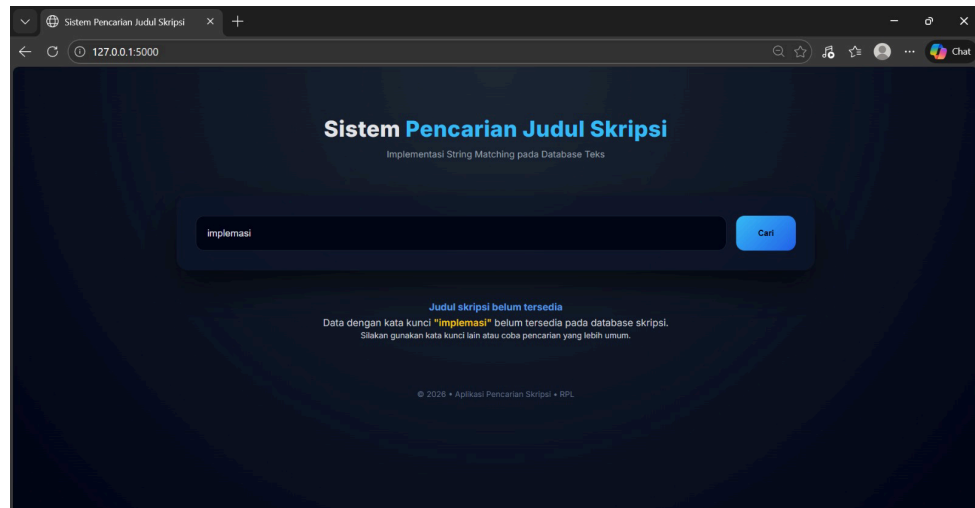 Sistem Pencarian Judul Skripsi
127.0.0.1:5000
Chat
Sistem Pencarian Judul Skripsi
Implementasi String Matching pada Database Teks
implemasi
Cari
Judul skripsi belum tersedia
Data dengan kata kunci "implemasi" belum tersedia pada database skripsi.
Silakan gunakan kata kunci lain atau coba pencarian yang lebih umum.
© 2026 • Aplikasi Pencarian Skripsi • RPL